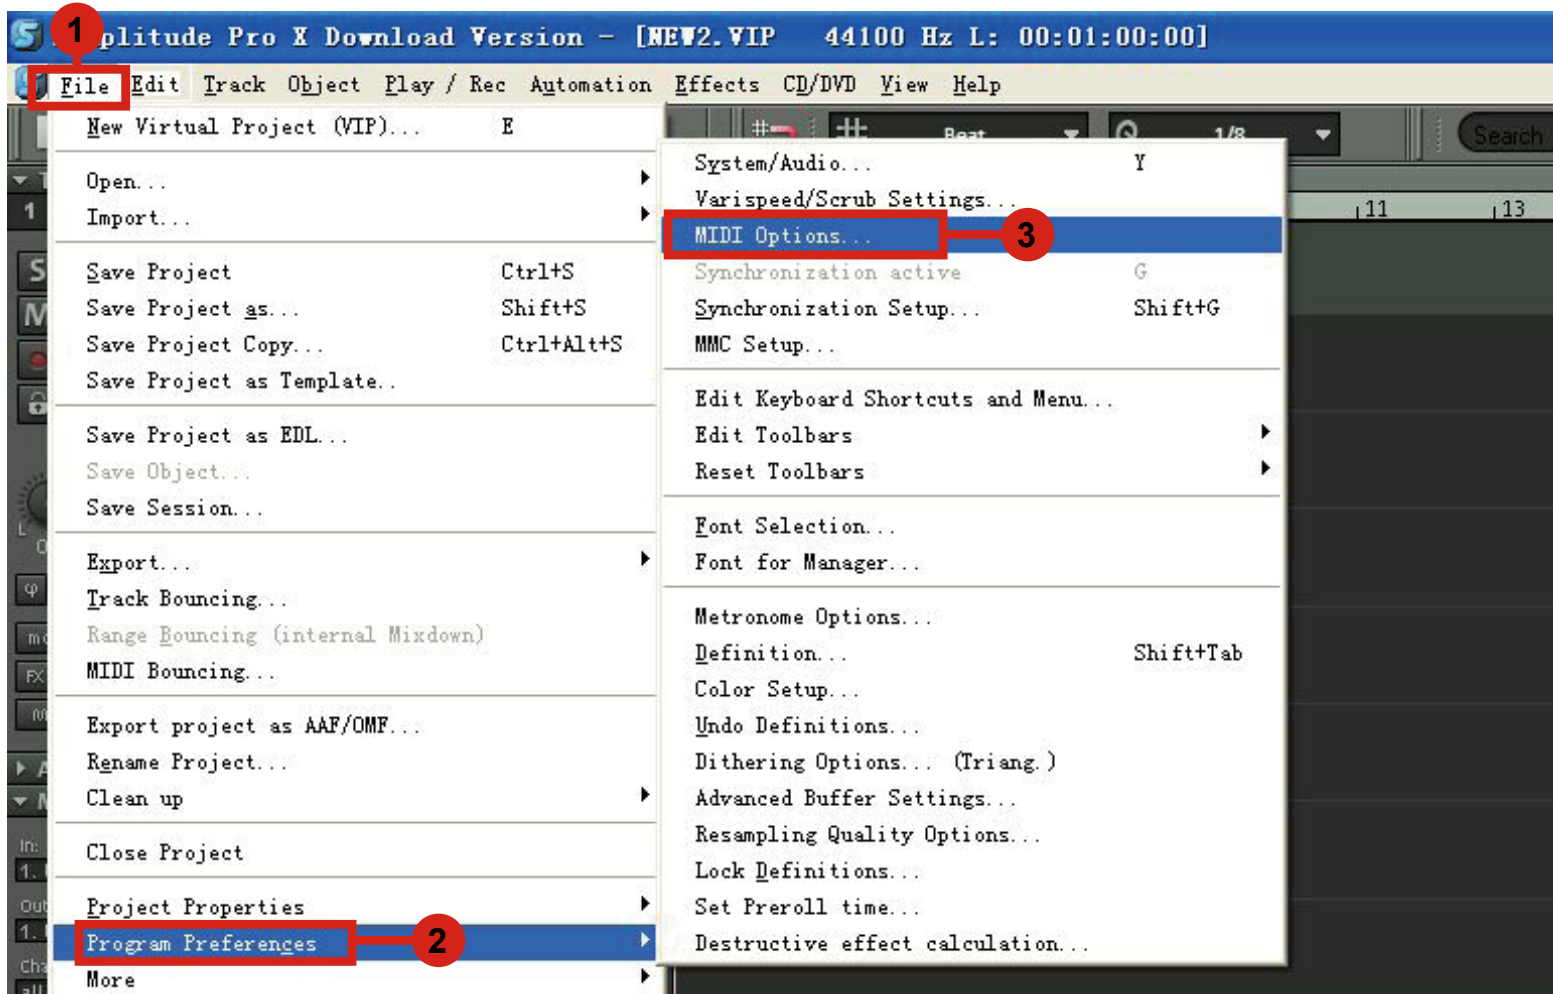 1
plitude Pro X Download Version - [NEW2.VIP 44100 Hz L: 00:01:00:00]
File Edit Track Object Play / Rec Automation Effects CD/DVD View Help
New Virtual Project (VIP)... E
Open...
Import...
Save Project Ctrl+S
Save Project as... Shift+S
Save Project Copy... Ctrl+Alt+S
Save Project as Template..
Save Project as EDL...
Save Object...
Save Session...
Export...
Track Bouncing...
Range Bouncing (internal Mixdown)
MIDI Bouncing...
Export project as AAF/OMF...
Rename Project...
Clean up
Close Project
Project Properties
Program Preferences 2
More
Beat 1/8 Search
System/Audio... Y
Varispeed/Scrub Settings...
MIDI Options... 3
Synchronization active G
Synchronization Setup... Shift+G
MMC Setup...
Edit Keyboard Shortcuts and Menu...
Edit Toolbars
Reset Toolbars
Font Selection...
Font for Manager...
Metronome Options...
Definition... Shift+Tab
Color Setup...
Undo Definitions...
Dithering Options... (Triang.)
Advanced Buffer Settings...
Resampling Quality Options...
Lock Definitions...
Set Preroll time...
Destructive effect calculation...
11 13
1
S
M
L
φ
FX
In:
1.
Out
1.